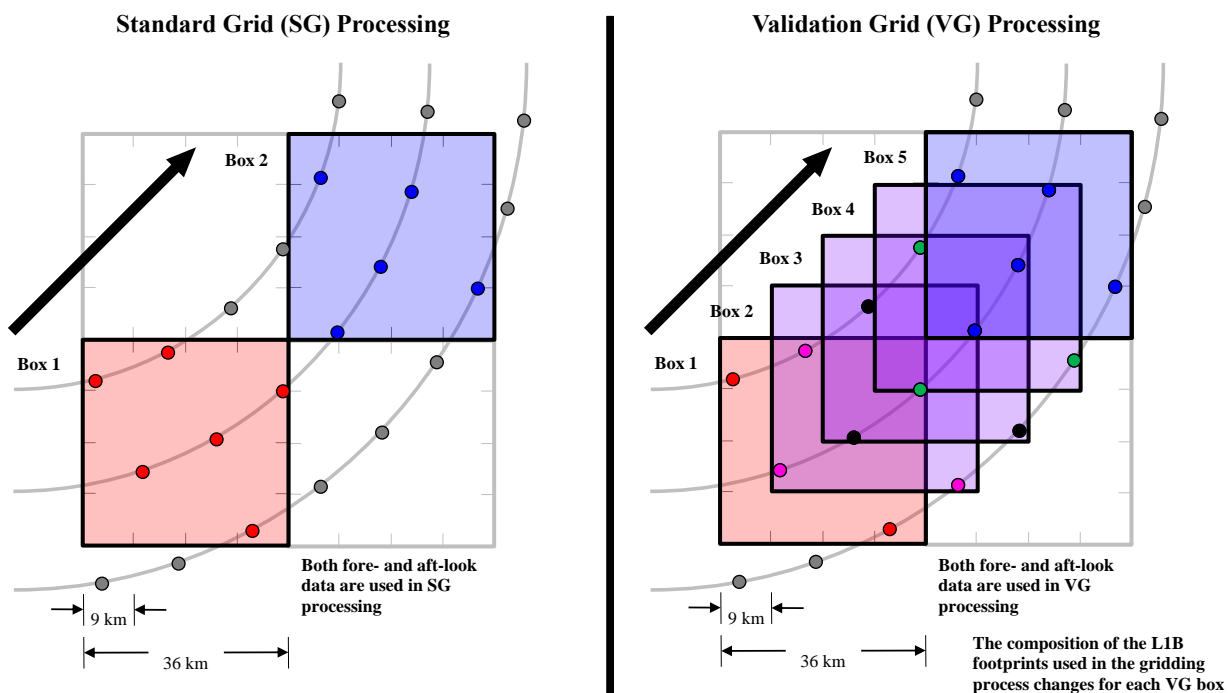 Standard Grid (SG) Processing
Box 2
Box 1
Both fore- and aft-look
data are used in SG
processing
9 km
36 km
Validation Grid (VG) Processing
Box 5
Box 4
Box 3
Box 2
Box 1
Both fore- and aft-look
data are used in VG
processing
9 km
36 km
The composition of the L1B
footprints used in the gridding
process changes for each VG box